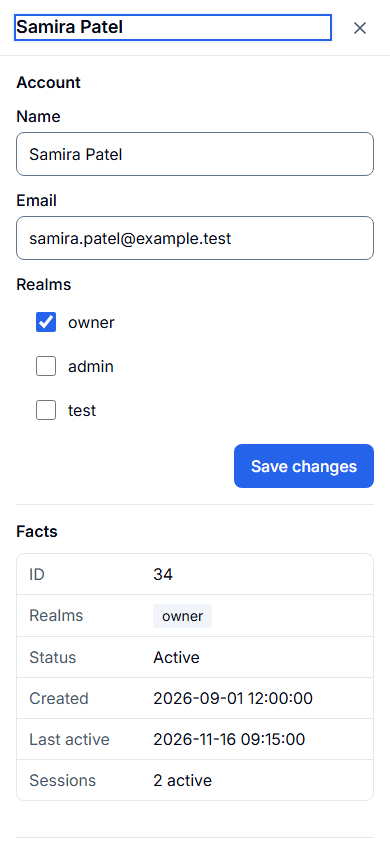 Samira Patel
Account
Name
Samira Patel
Email
samira.patel@example.test
Realms
owner
admin
test
Save changes
Facts
ID 34
Realms owner
Status Active
Created 2026-09-01 12:00:00
Last active 2026-11-16 09:15:00
Sessions 2 active